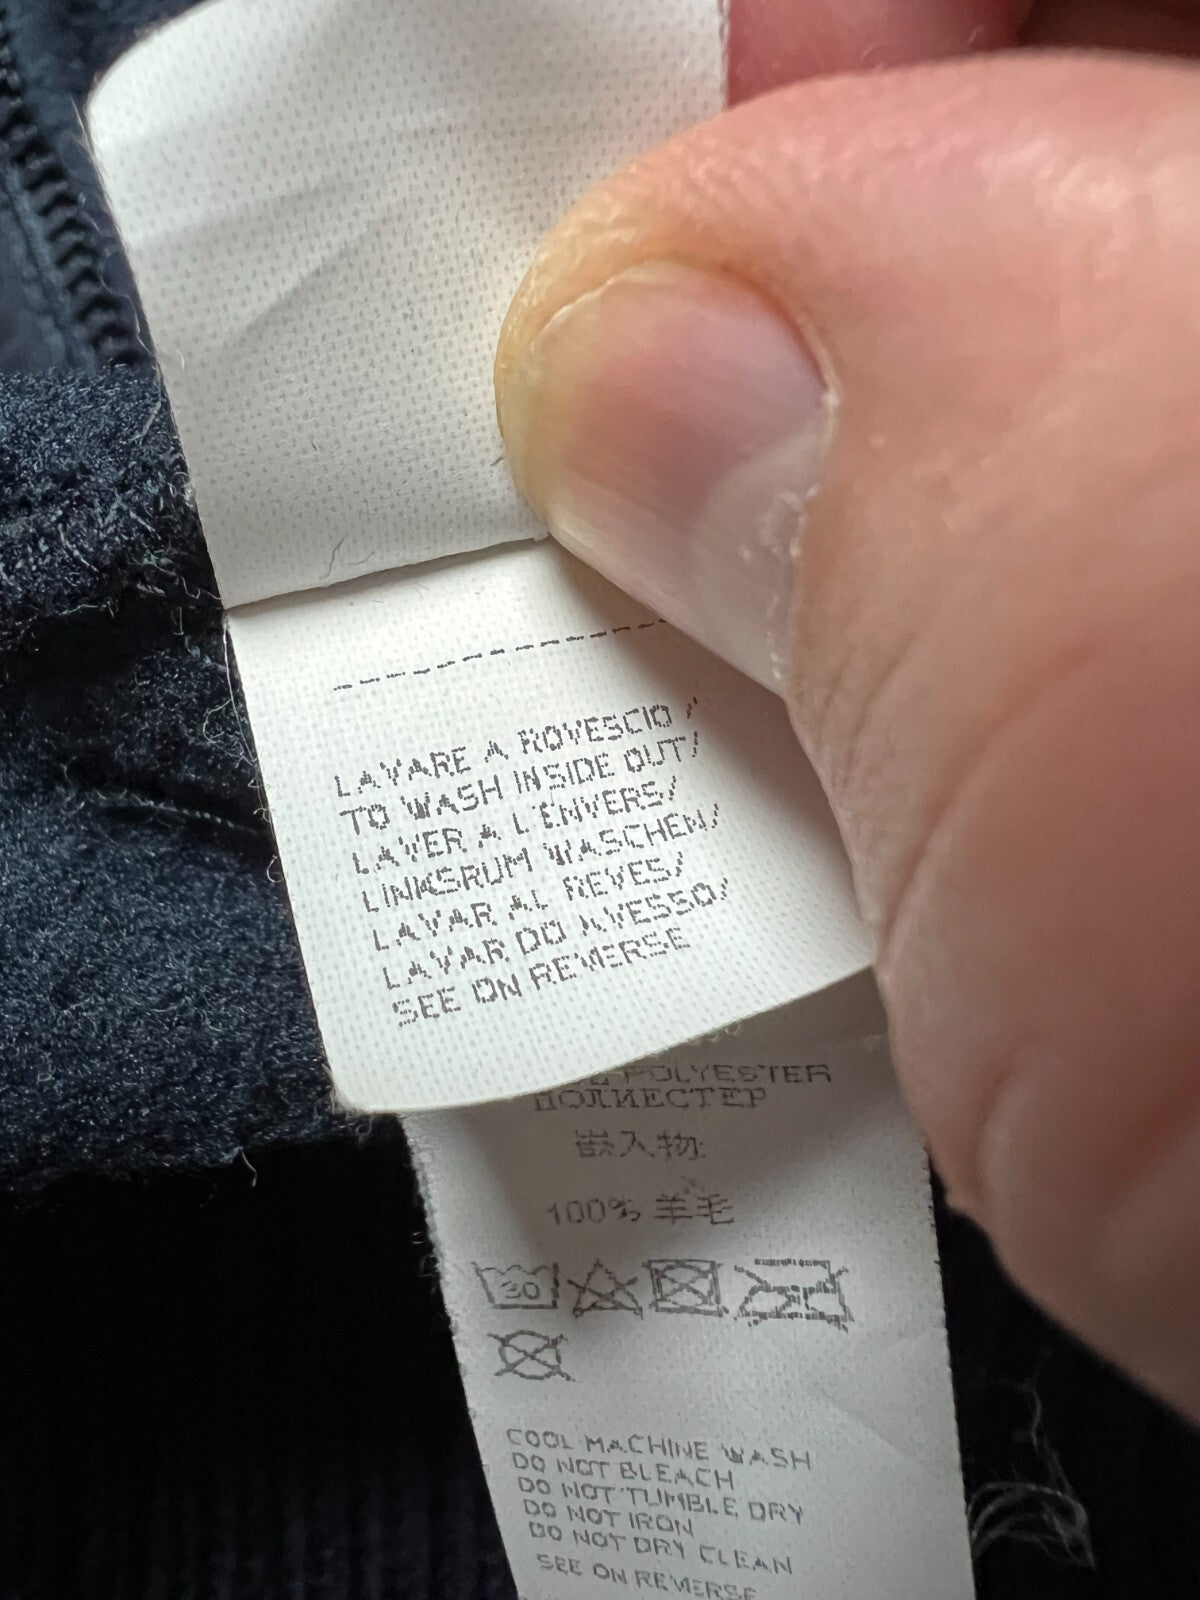 LAVARE A ROVESCIO /
TO WASH INSIDE OUT/
LAVER A L'ENVERS/
LINKSRUM WASCHEN/
LAVAR AL REVES/
LAVAR DO AVESSO/
SEE ON REVERSE
POLYESTER
ПОЛИЕСТЕР
嵌入物:
100% 羊毛
30
COOL MACHINE WASH
DO NOT BLEACH
DO NOT TUMBLE DRY
DO NOT IRON
DO NOT DRY CLEAN
SEE ON REVERSE